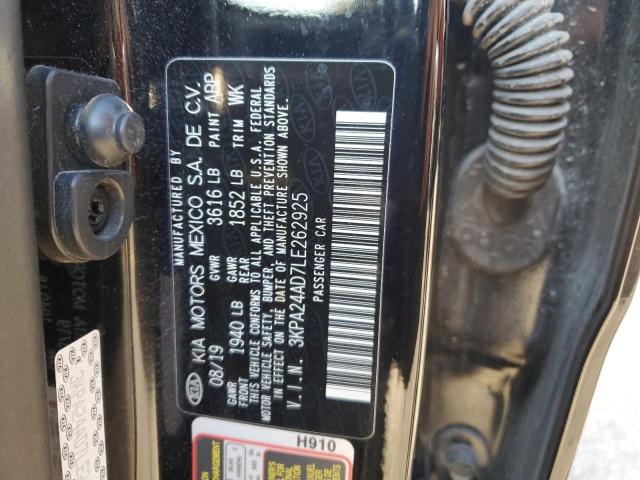 MANUFACTURED BY
KIA MOTORS MEXICO S.A. DE C.V.
08/19 GVWR 3616 LB PAINT ABP
GAWR FRONT 1940 LB GAWR REAR 1852 LB TRIM WK
THIS VEHICLE CONFORMS TO ALL APPLICABLE U.S.A. FEDERAL
MOTOR VEHICLE SAFETY, BUMPER, AND THEFT PREVENTION STANDARDS
IN EFFECT ON THE DATE OF MANUFACTURE SHOWN ABOVE.
V.I.N. 3KPA24AD7LE262925
PASSENGER CAR
KIA
H910